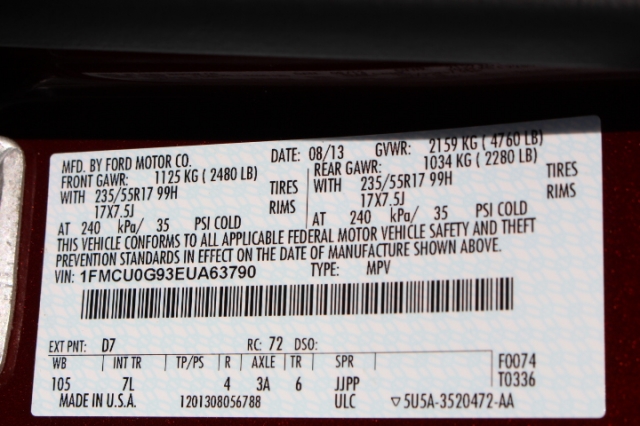 MFD. BY FORD MOTOR CO. DATE: 08/13 GVWR: 2159 KG ( 4760 LB)
FRONT GAWR: 1125 KG ( 2480 LB) REAR GAWR: 1034 KG ( 2280 LB)
WITH 235/55R17 99H TIRES WITH 235/55R17 99H TIRES
17X7.5J RIMS 17X7.5J RIMS
AT 240 kPa/ 35 PSI COLD AT 240 kPa/ 35 PSI COLD
THIS VEHICLE CONFORMS TO ALL APPLICABLE FEDERAL MOTOR VEHICLE SAFETY AND THEFT
PREVENTION STANDARDS IN EFFECT ON THE DATE OF MANUFACTURE SHOWN ABOVE.
VIN: 1FMCU0G93EUA63790 TYPE: MPV
EXT PNT: D7 RC: 72 DSO:
WB INT TR TP/PS R AXLE TR SPR F0074
105 7L 4 3A 6 JJPP T0336
MADE IN U.S.A. 1201308056788 ULC ▽5U5A-3520472-AA